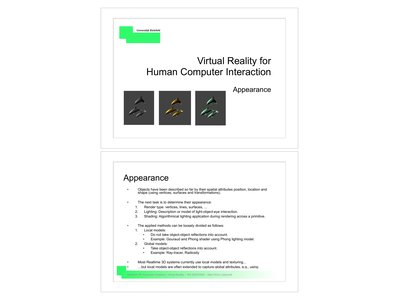 Virtual Reality for
Human Computer Interaction
Appearance
Appearance
• Objects have been described so far by their spatial attributes position, location and
shape (using vertices, surfaces and transformations).
• The next task is to determine their appearance:
1. Render type: vertices, lines, surfaces, ...
2. Lighting: Description or model of light-object-eye interaction.
3. Shading: Algorithmical lighting application during rendering across a primitive.
• The applied methods can be loosely divided as follows:
1. Local models
• Do not take object-object reflections into account.
• Example: Gouraud and Phong shader using Phong lighting model.
2. Global models
• Take object-object reflections into account.
• Example: Ray-tracer, Radiosity
• Most Realtime 3D systems currently use local models and texturing...
...but local models are often extended to capture global attributes, e.g., using